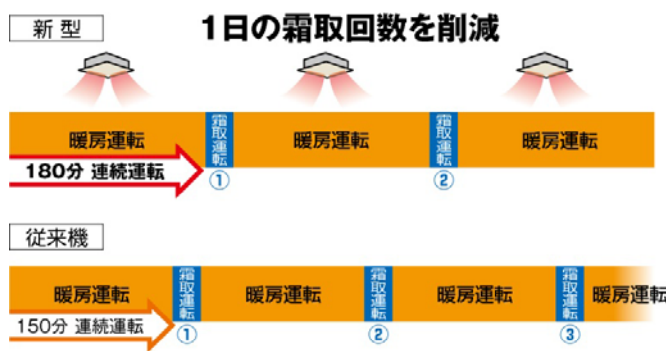 新型
1日の霜取回数を削減
暖房運転
霜取運転
暖房運転
霜取運転
暖房運転
180分 連続運転
①
②
従来機
暖房運転
霜取運転
暖房運転
霜取運転
暖房運転
霜取運転
暖房運転
150分 連続運転
①
②
③